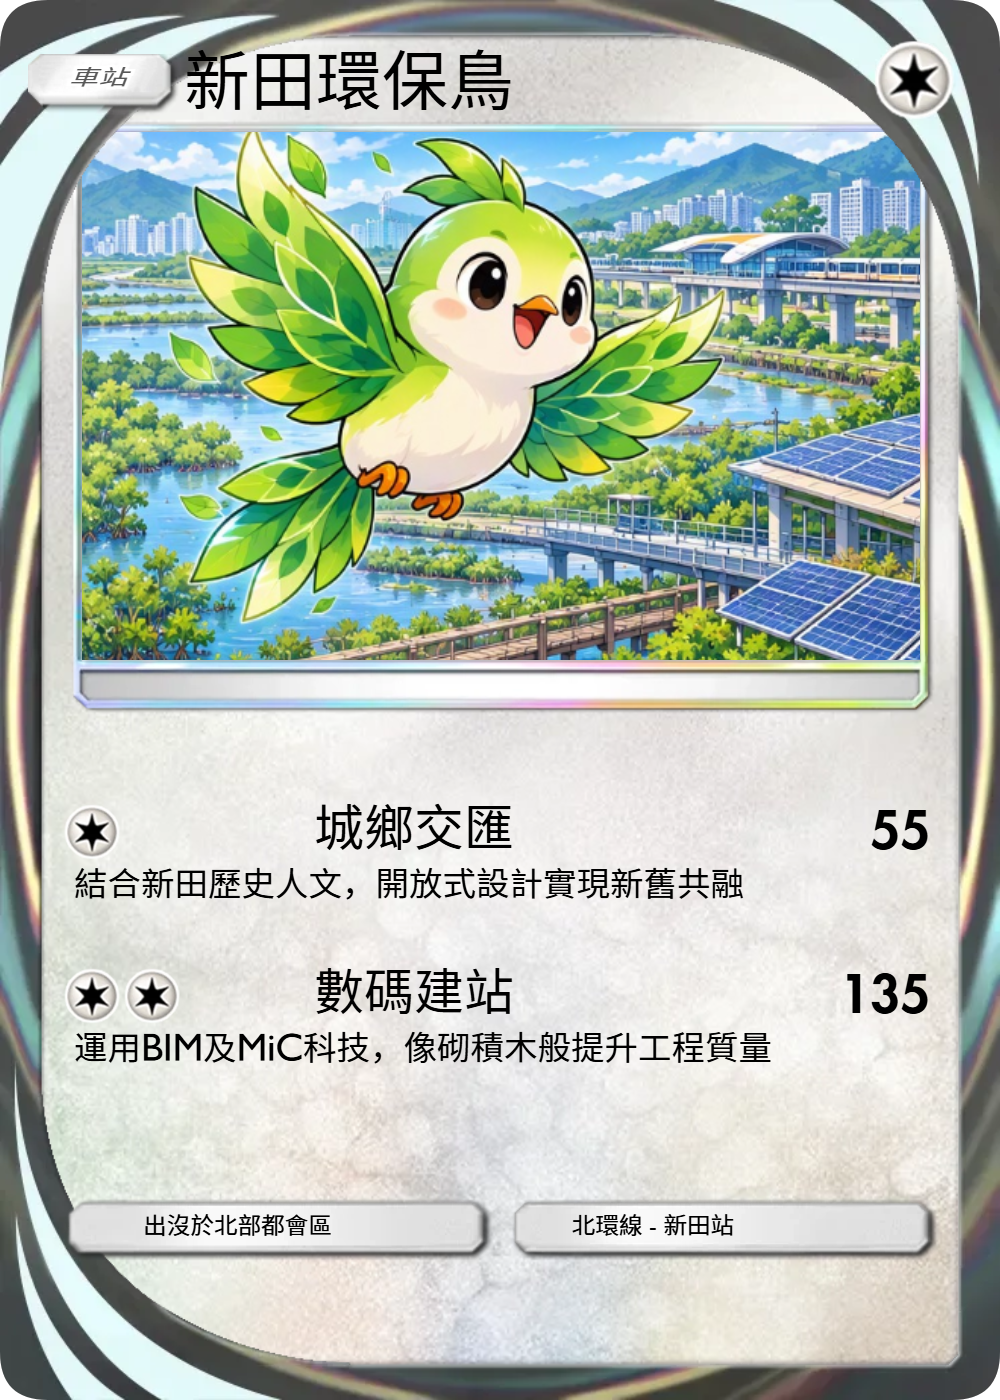 車站
新田環保鳥
城鄉交匯 55
結合新田歷史人文，開放式設計實現新舊共融
數碼建站 135
運用BIM及MiC科技，像砌積木般提升工程質量
出沒於北部都會區
北環線 - 新田站